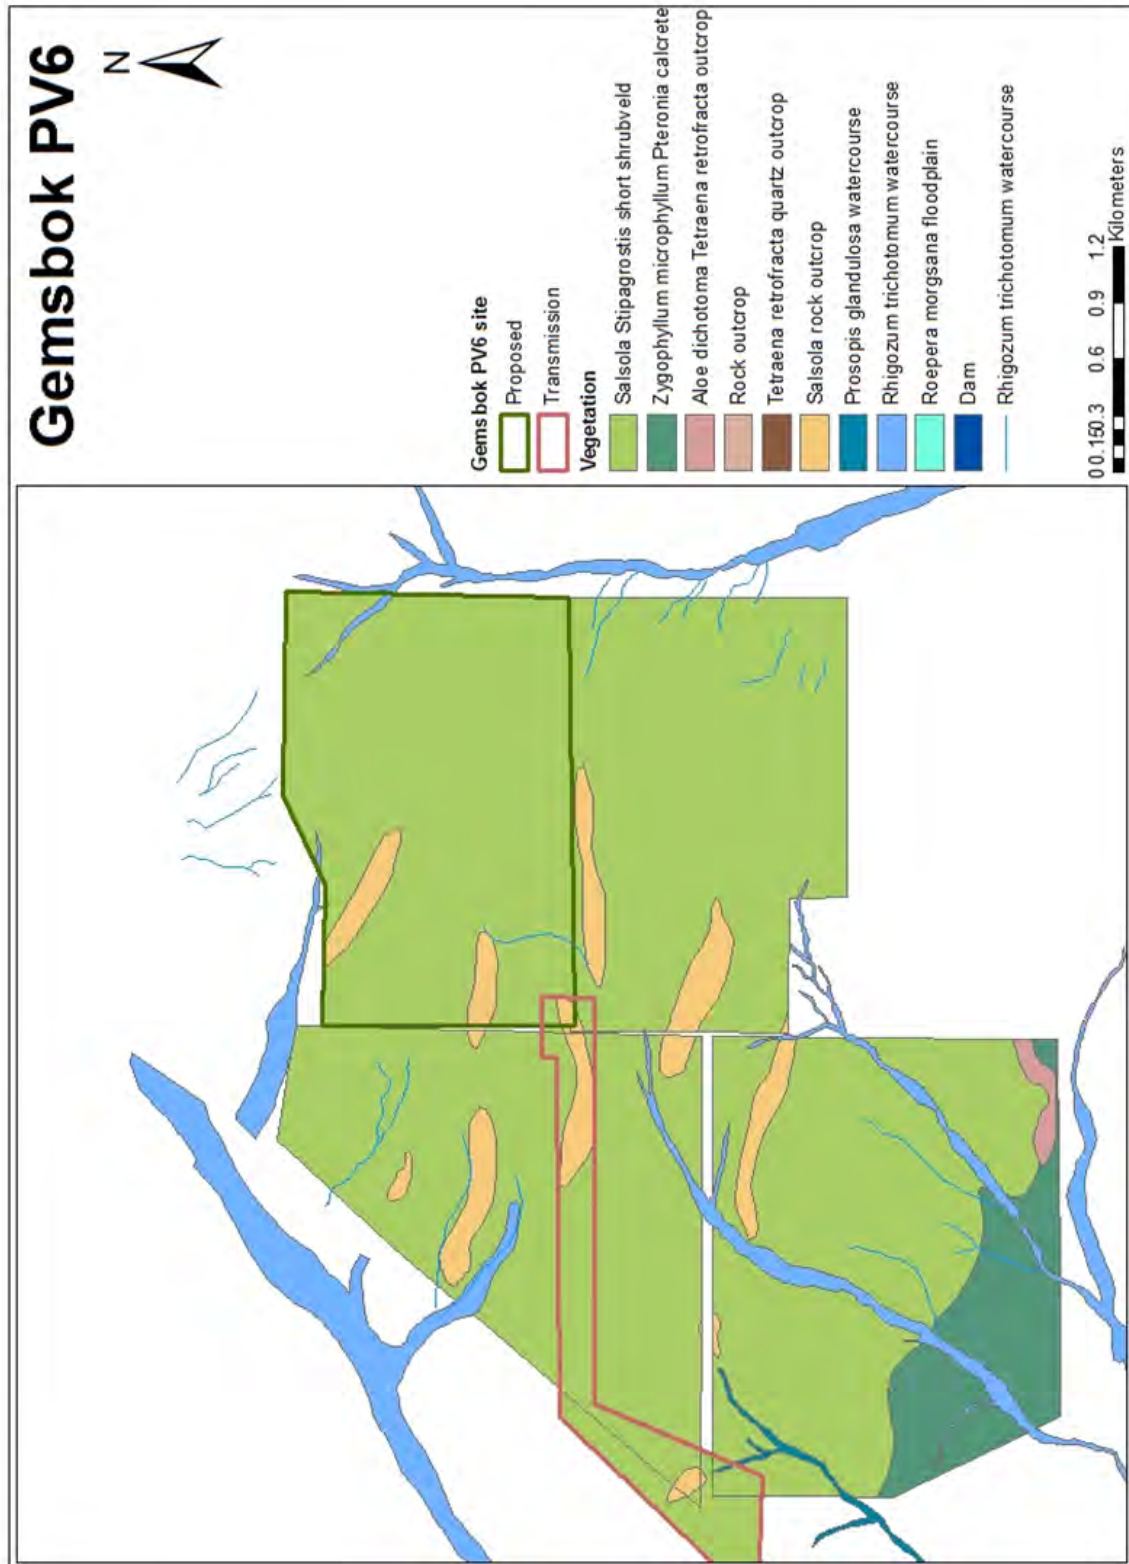 Gemsbok PV6
N
Gemsbok PV6 site
Proposed
Transmission
Vegetation
Salsola Stipagrostis short shrubveld
Zygophyllum microphyllum Pteronia calcrete
Aloe dichotoma Tetraena retrofracta outcrop
Rock outcrop
Tetraena retrofracta quartz outcrop
Salsola rock outcrop
Prosopis glandulosa watercourse
Rhigozum trichotomum watercourse
Roepera morgsana floodplain
Dam
Rhigozum trichotomum watercourse
0 0.150.3 0.6 0.9 1.2
Kilometers